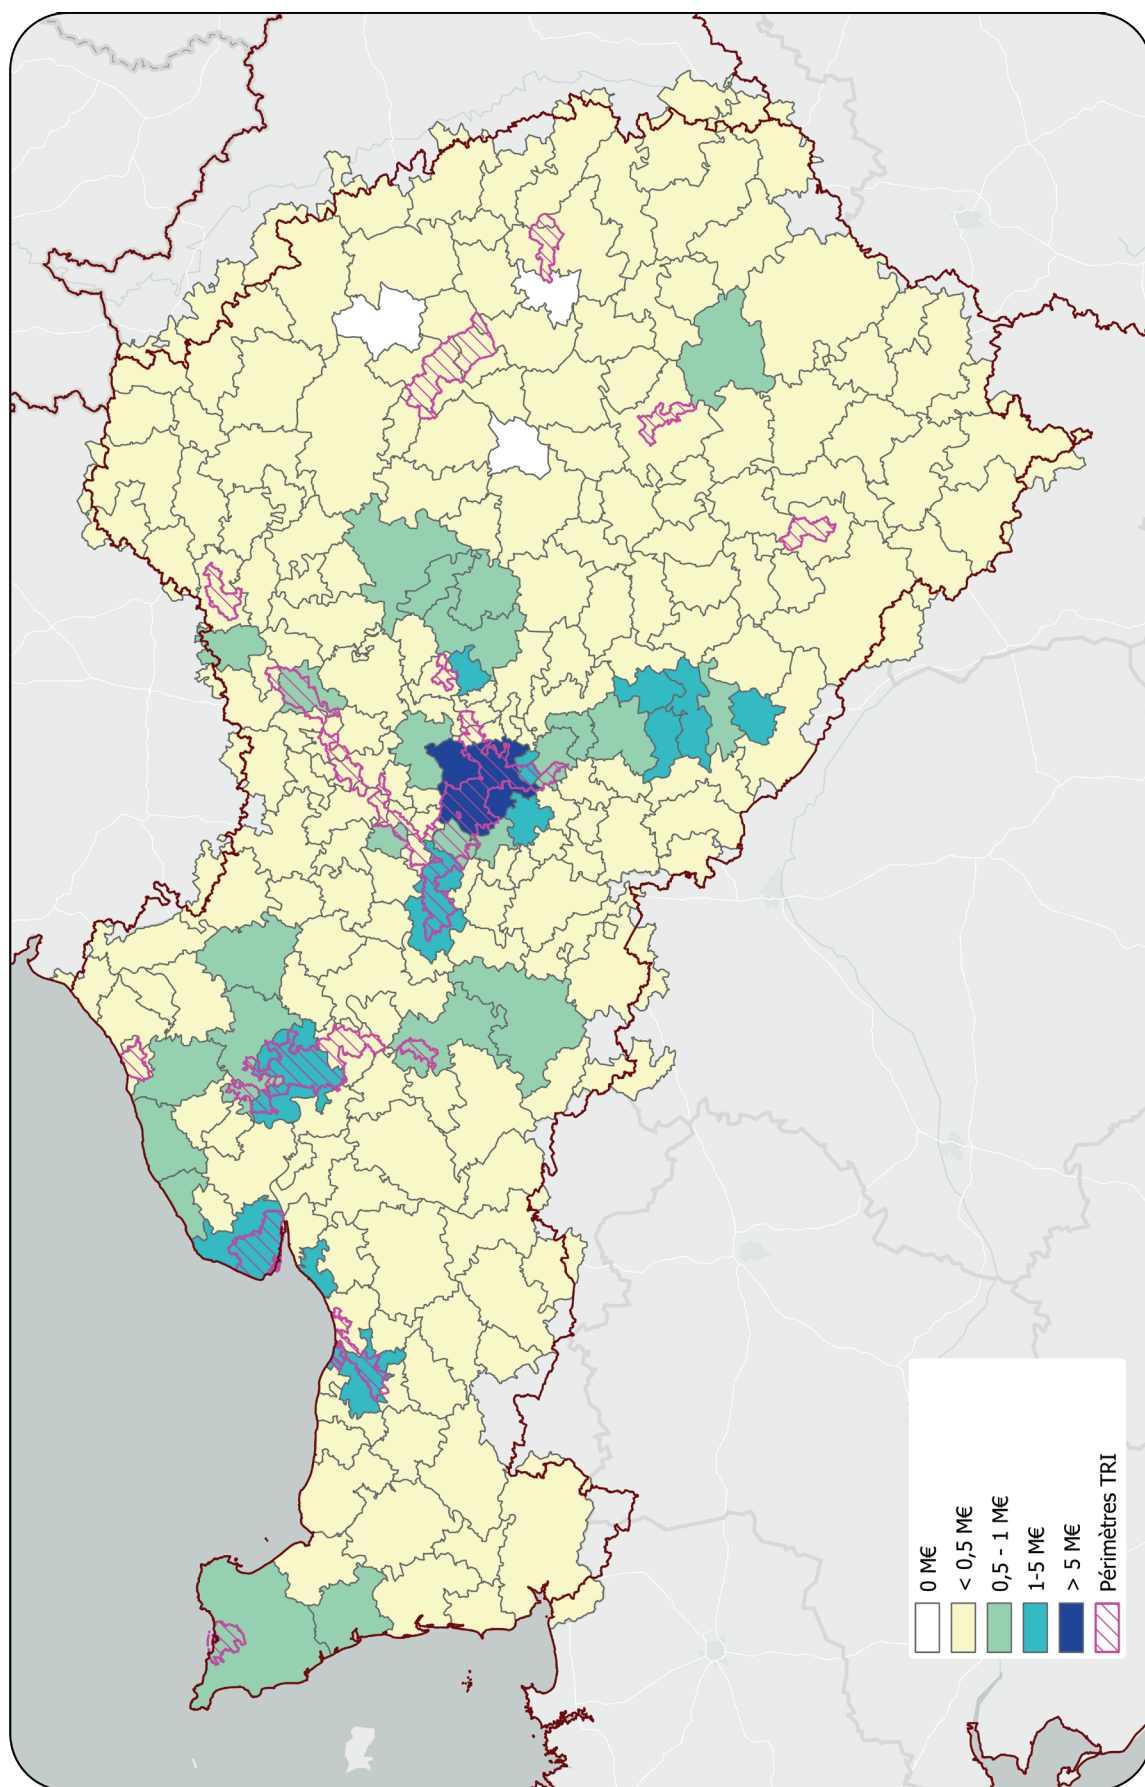 0 M€
< 0,5 M€
0,5 - 1 M€
1-5 M€
> 5 M€
Périmètres TRI